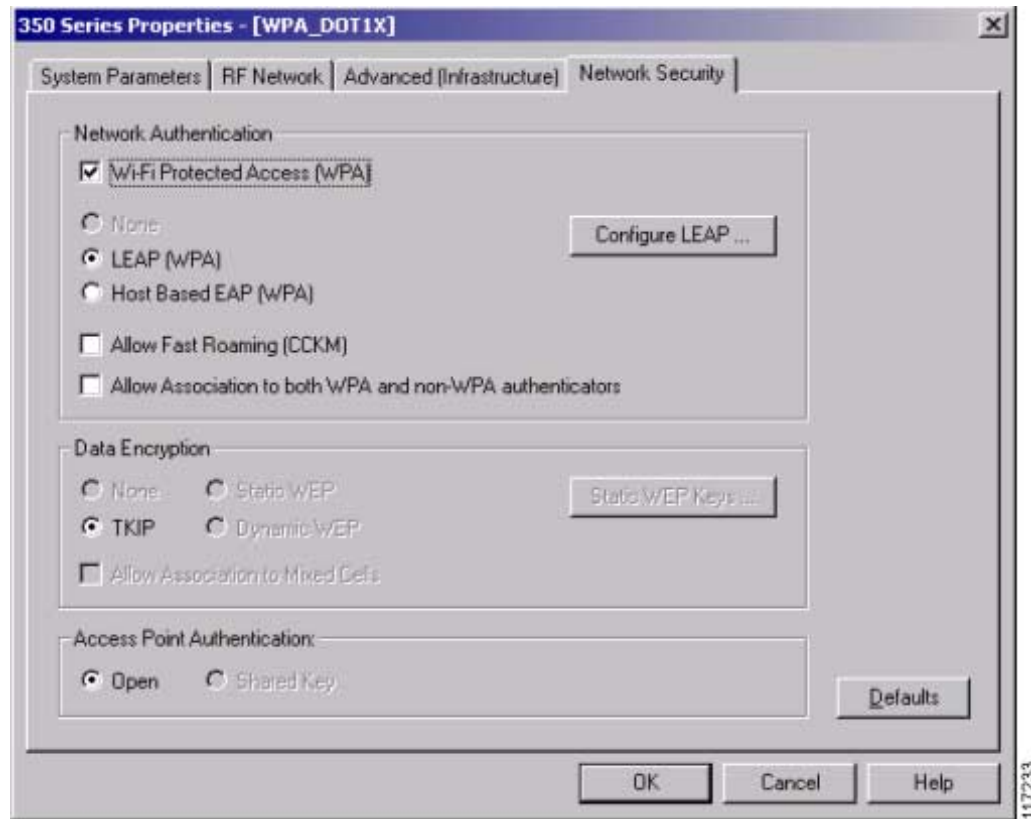 350 Series Properties - [WPA_DOT1X]
System Parameters RF Network Advanced (Infrastructure) Network Security
Network Authentication
Wi-Fi Protected Access (WPA)
None
LEAP (WPA)
Configure LEAP ...
Host Based EAP (WPA)
Allow Fast Roaming (CCKM)
Allow Association to both WPA and non-WPA authenticators
Data Encryption
None Static WEP
Static WEP Keys ...
TKIP Dynamic WEP
Allow Association to Mixed Cells
Access Point Authentication:
Open Shared Key
Defaults
OK Cancel Help
117233